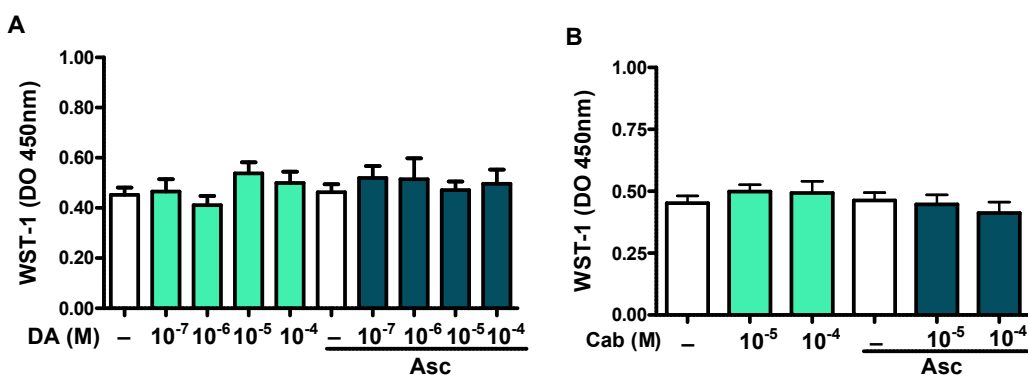 A
WST-1 (DO 450nm)
1.00
0.80
0.60
0.40
0.20
0.00
DA (M) – 10⁻⁷ 10⁻⁶ 10⁻⁵ 10⁻⁴ – 10⁻⁷ 10⁻⁶ 10⁻⁵ 10⁻⁴
Asc
B
WST-1 (DO 450nm)
1.00
0.75
0.50
0.25
0.00
Cab (M) – 10⁻⁵ 10⁻⁴ – 10⁻⁵ 10⁻⁴
Asc